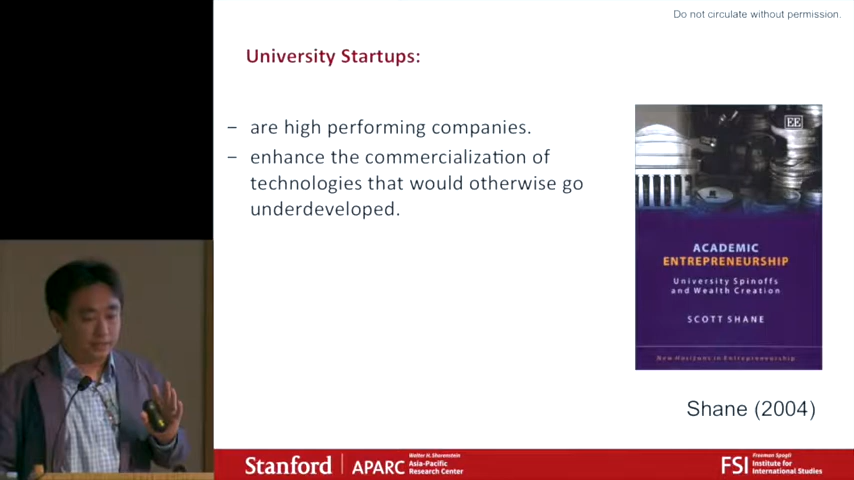 Do not circulate without permission.
University Startups:
– are high performing companies.
– enhance the commercialization of
technologies that would otherwise go
underdeveloped.
EE
ACADEMIC
ENTREPRENEURSHIP
University Spinoffs
and Wealth Creation
SCOTT SHANE
New Horizons in Entrepreneurship
Shane (2004)
Stanford
APARC
Walter H. Shorenstein
Asia-Pacific
Research Center
FSI
Freeman Spogli
Institute for
International Studies